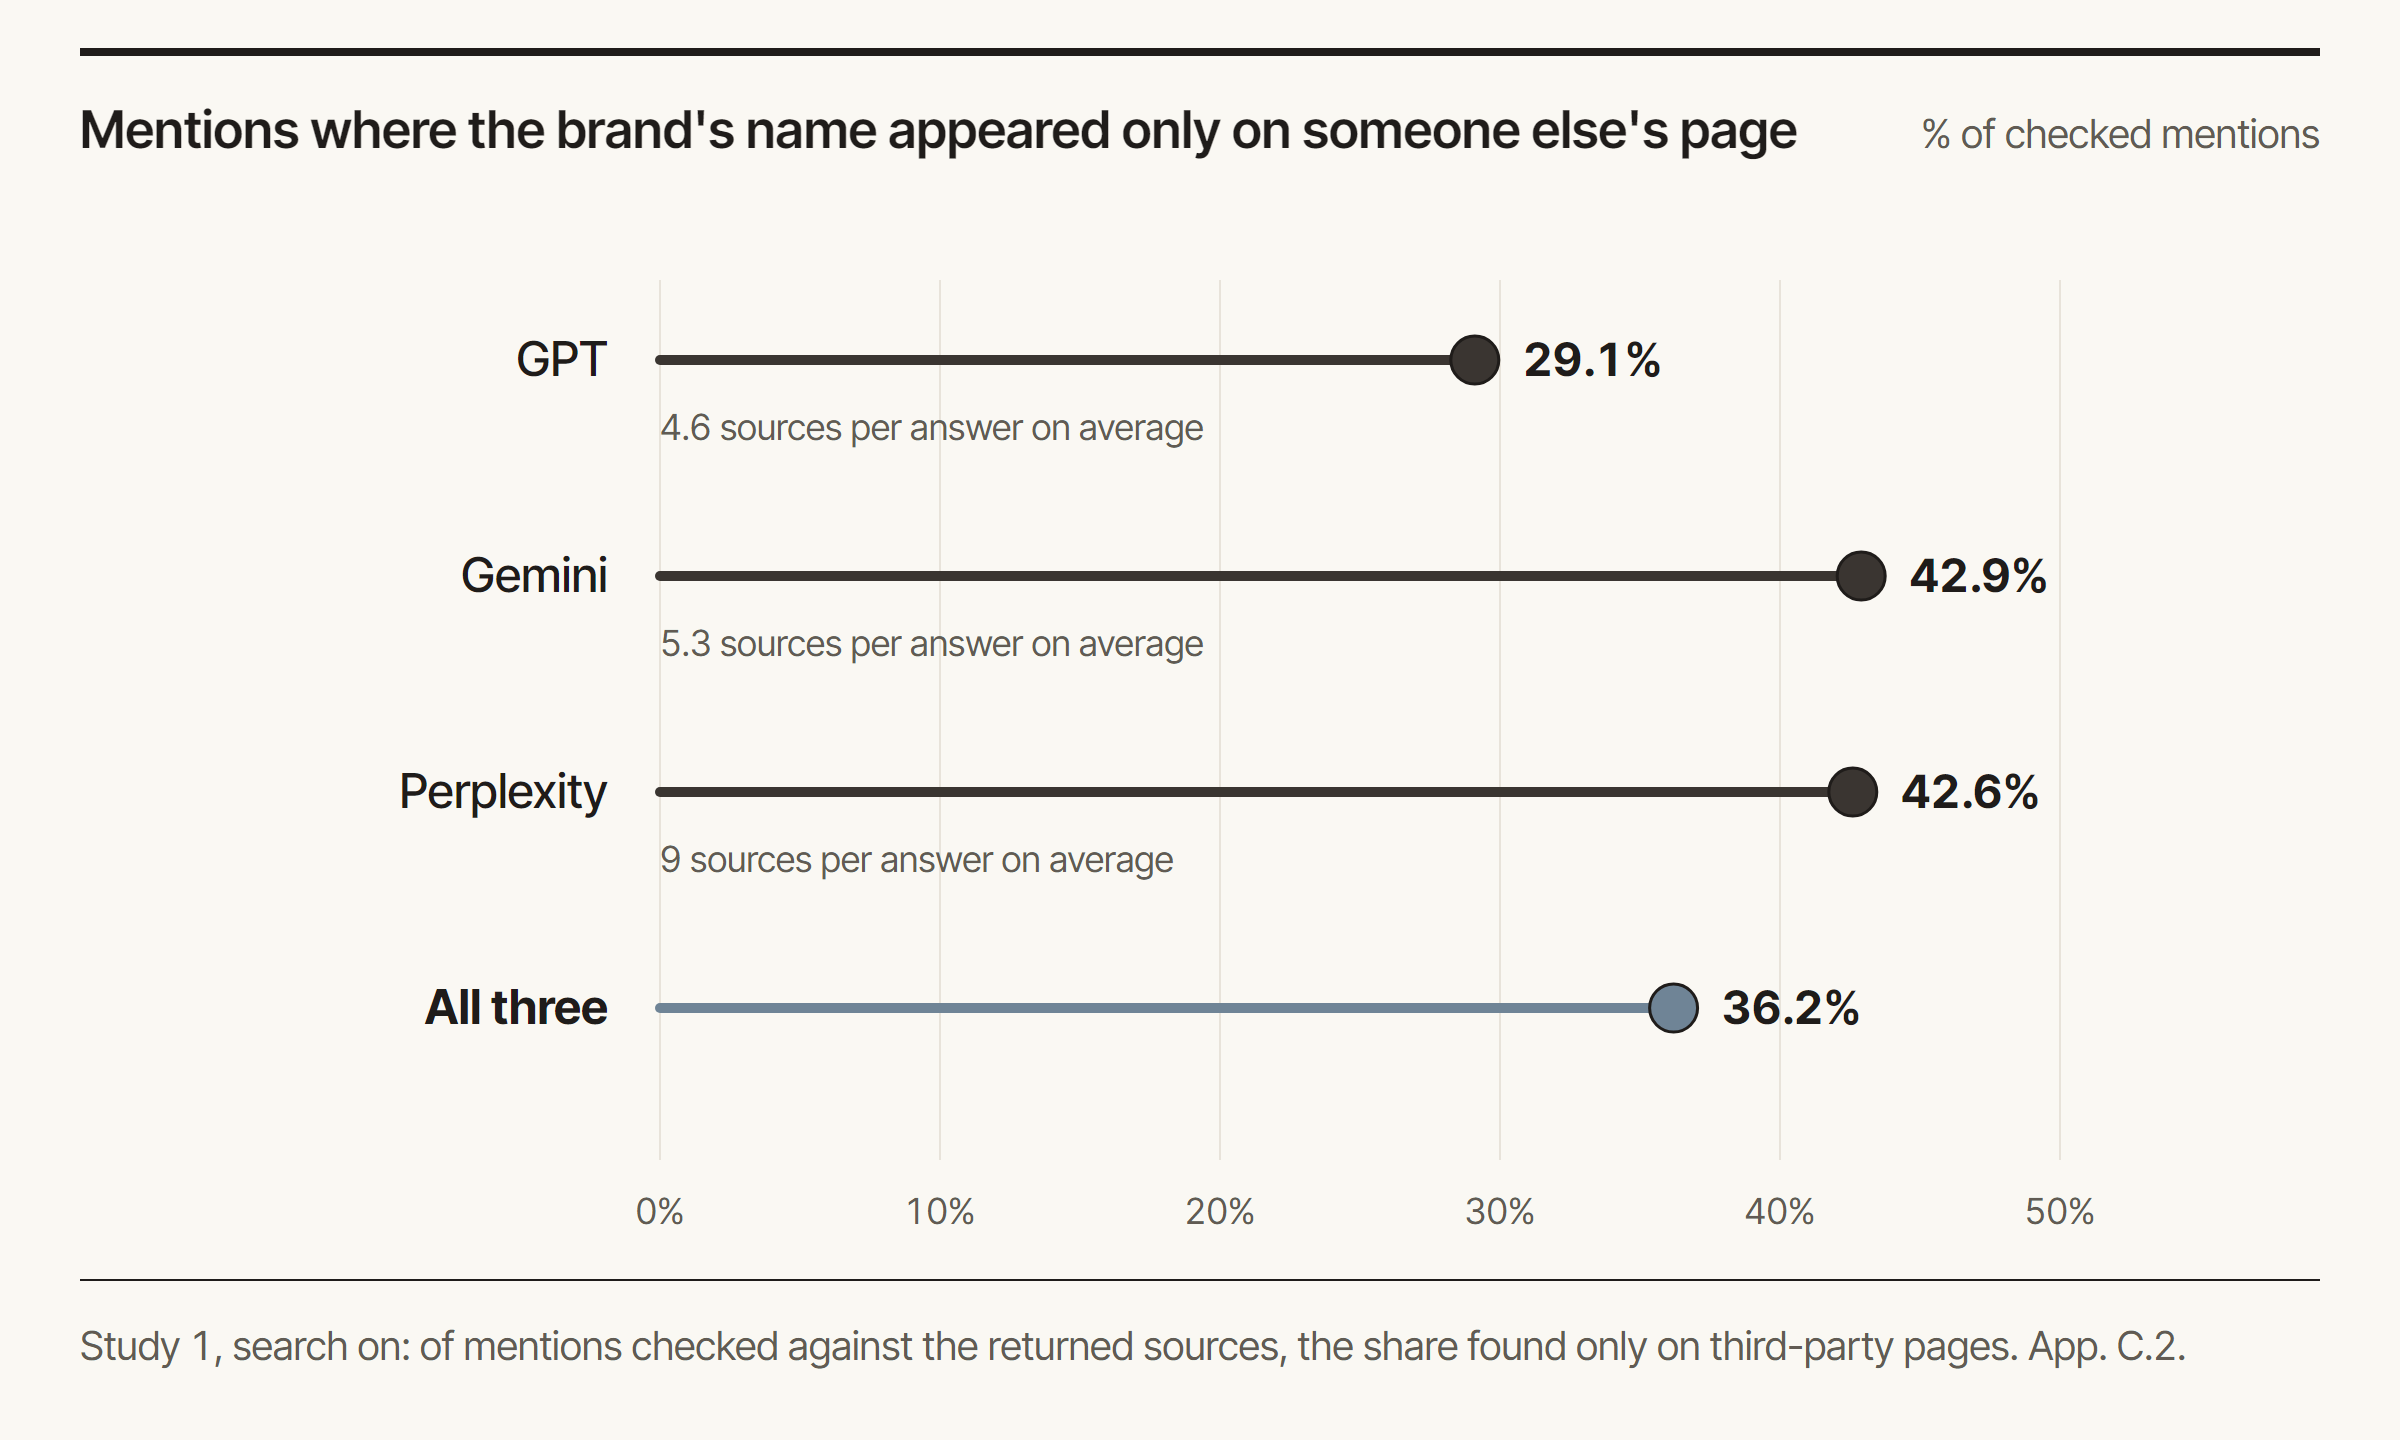 Mentions where the brand's name appeared only on someone else's page
% of checked mentions
GPT
29.1%
4.6 sources per answer on average
Gemini
42.9%
5.3 sources per answer on average
Perplexity
42.6%
9 sources per answer on average
All three
36.2%
0% 10% 20% 30% 40% 50%
Study 1, search on: of mentions checked against the returned sources, the share found only on third-party pages. App. C.2.